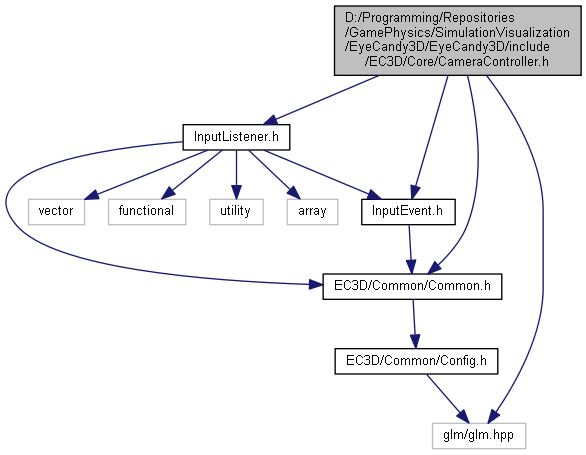 D:/Programming/Repositories
/GamePhysics/SimulationVisualization
/EyeCandy3D/EyeCandy3D/include
/EC3D/Core/CameraController.h
InputListener.h
vector
functional
utility
array
InputEvent.h
EC3D/Common/Common.h
EC3D/Common/Config.h
glm/glm.hpp